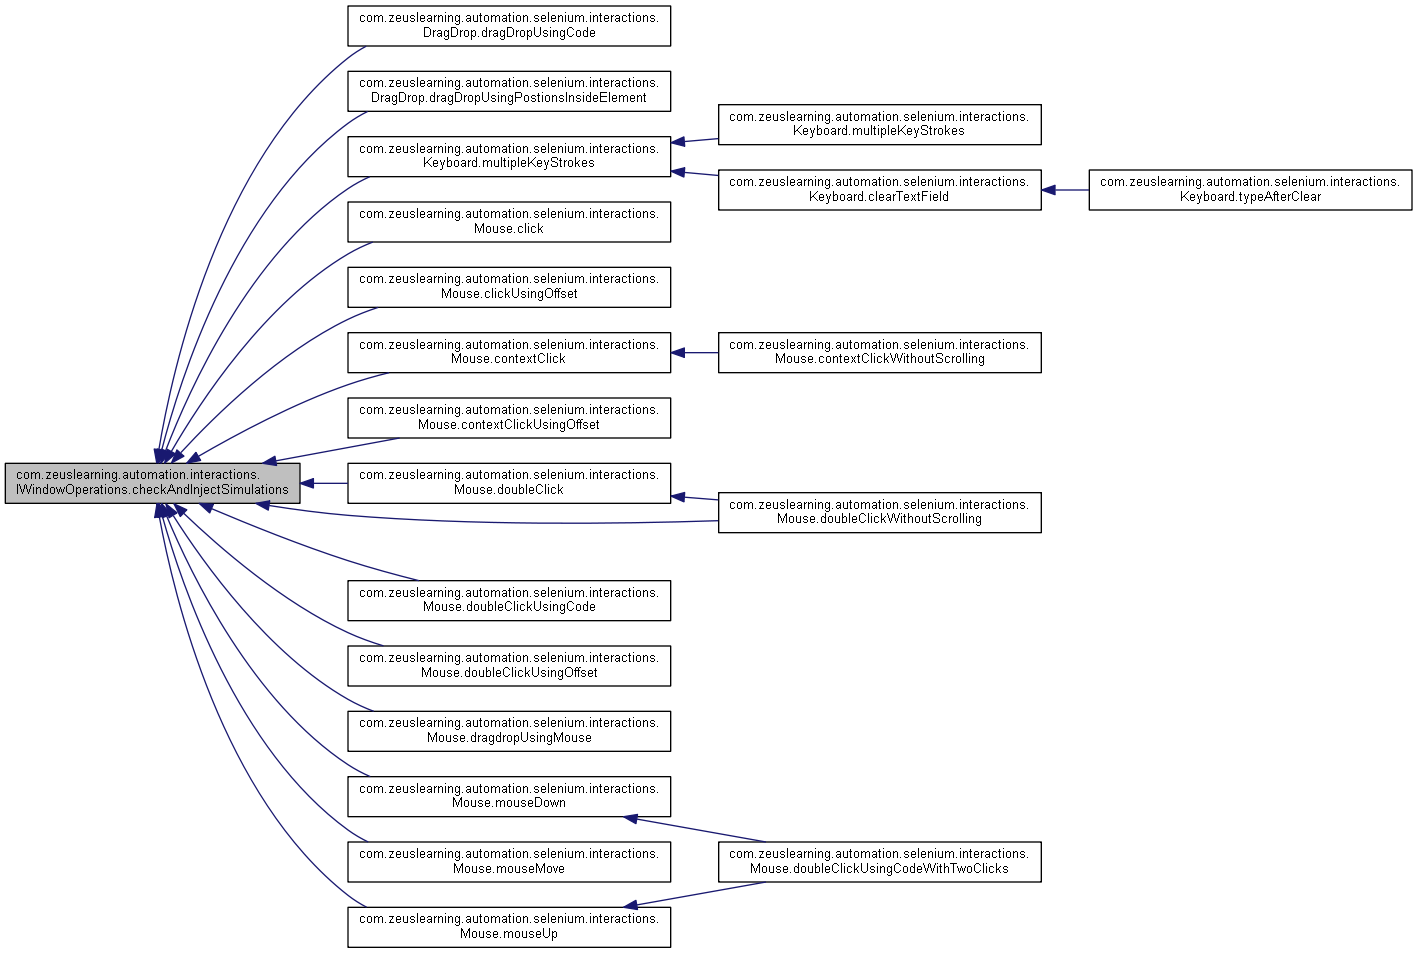 com.zeuslearning.automation.selenium.interactions.
DragDrop.dragDropUsingCode
com.zeuslearning.automation.selenium.interactions.
DragDrop.dragDropUsingPostionsInsideElement
com.zeuslearning.automation.selenium.interactions.
Keyboard.multipleKeyStrokes
com.zeuslearning.automation.selenium.interactions.
Keyboard.multipleKeyStrokes
com.zeuslearning.automation.selenium.interactions.
Keyboard.clearTextField
com.zeuslearning.automation.selenium.interactions.
Keyboard.typeAfterClear
com.zeuslearning.automation.selenium.interactions.
Mouse.click
com.zeuslearning.automation.selenium.interactions.
Mouse.clickUsingOffset
com.zeuslearning.automation.selenium.interactions.
Mouse.contextClick
com.zeuslearning.automation.selenium.interactions.
Mouse.contextClickWithoutScrolling
com.zeuslearning.automation.selenium.interactions.
Mouse.contextClickUsingOffset
com.zeuslearning.automation.interactions.
IWindowOperations.checkAndInjectSimulations
com.zeuslearning.automation.selenium.interactions.
Mouse.doubleClick
com.zeuslearning.automation.selenium.interactions.
Mouse.doubleClickWithoutScrolling
com.zeuslearning.automation.selenium.interactions.
Mouse.doubleClickUsingCode
com.zeuslearning.automation.selenium.interactions.
Mouse.doubleClickUsingOffset
com.zeuslearning.automation.selenium.interactions.
Mouse.dragdropUsingMouse
com.zeuslearning.automation.selenium.interactions.
Mouse.mouseDown
com.zeuslearning.automation.selenium.interactions.
Mouse.mouseMove
com.zeuslearning.automation.selenium.interactions.
Mouse.doubleClickUsingCodeWithTwoClicks
com.zeuslearning.automation.selenium.interactions.
Mouse.mouseUp